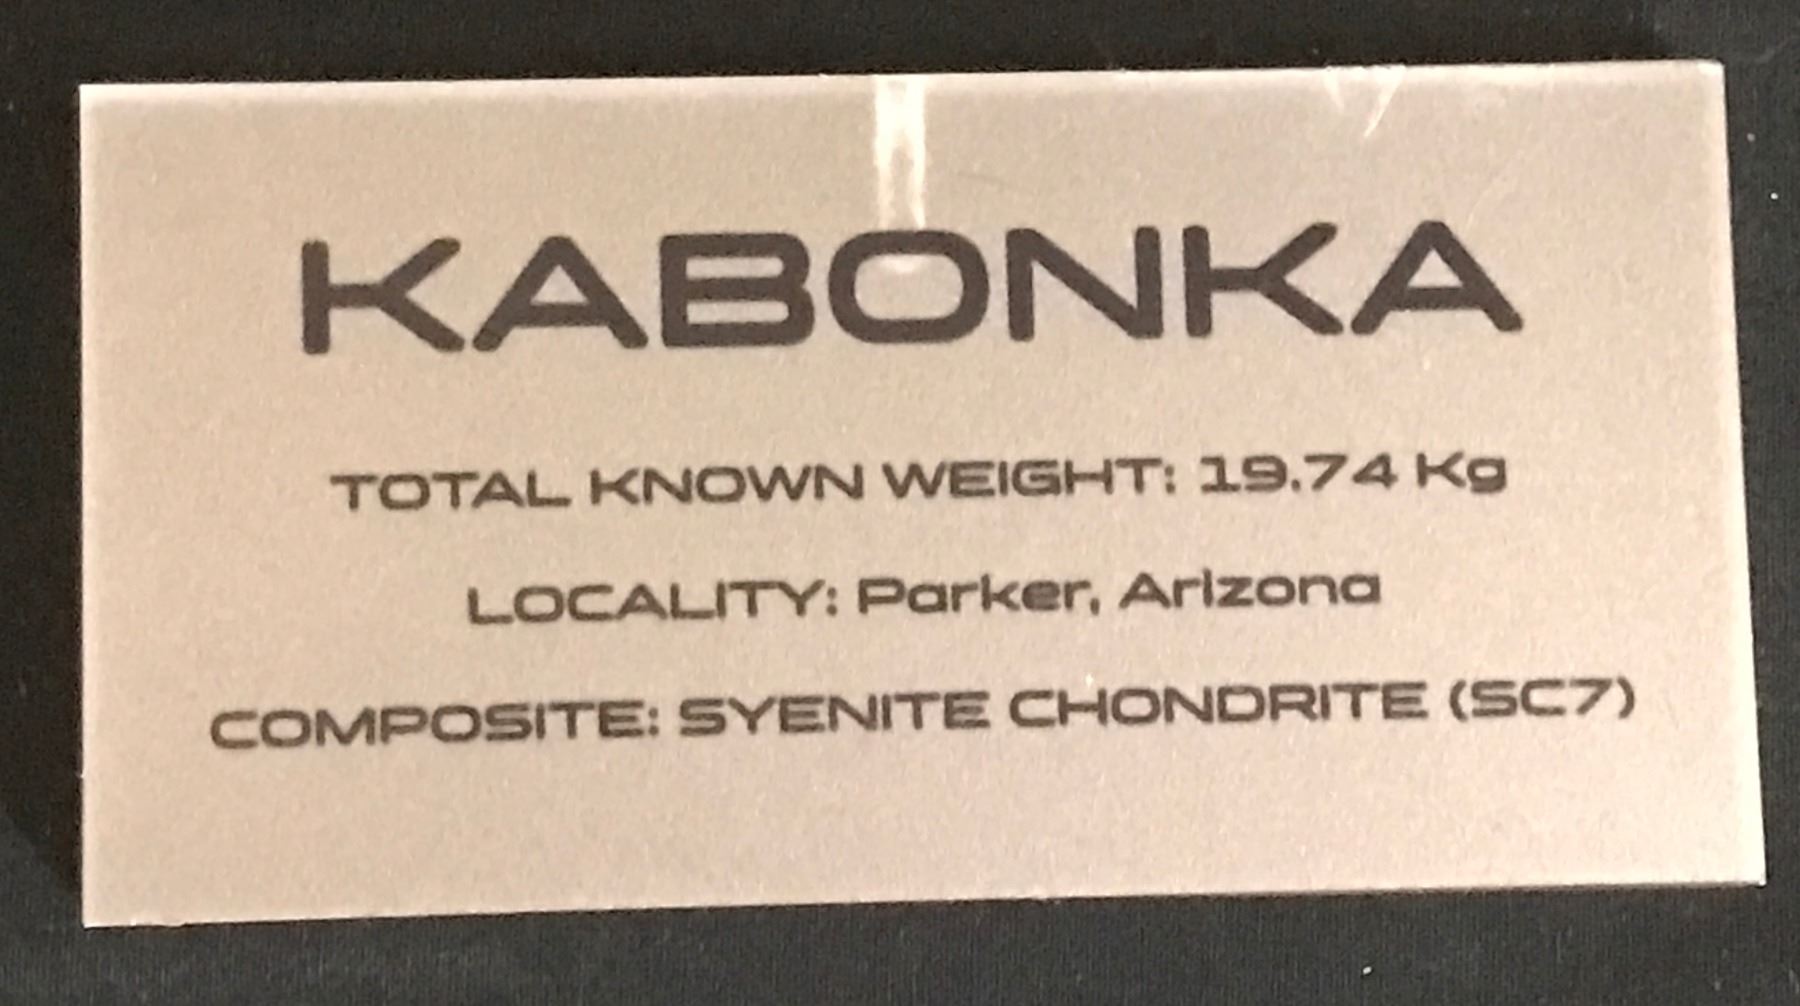 KABONKA
TOTAL KNOWN WEIGHT: 19.74 Kg
LOCALITY: Parker, Arizona
COMPOSITE: SYENITE CHONDRITE (SC7)